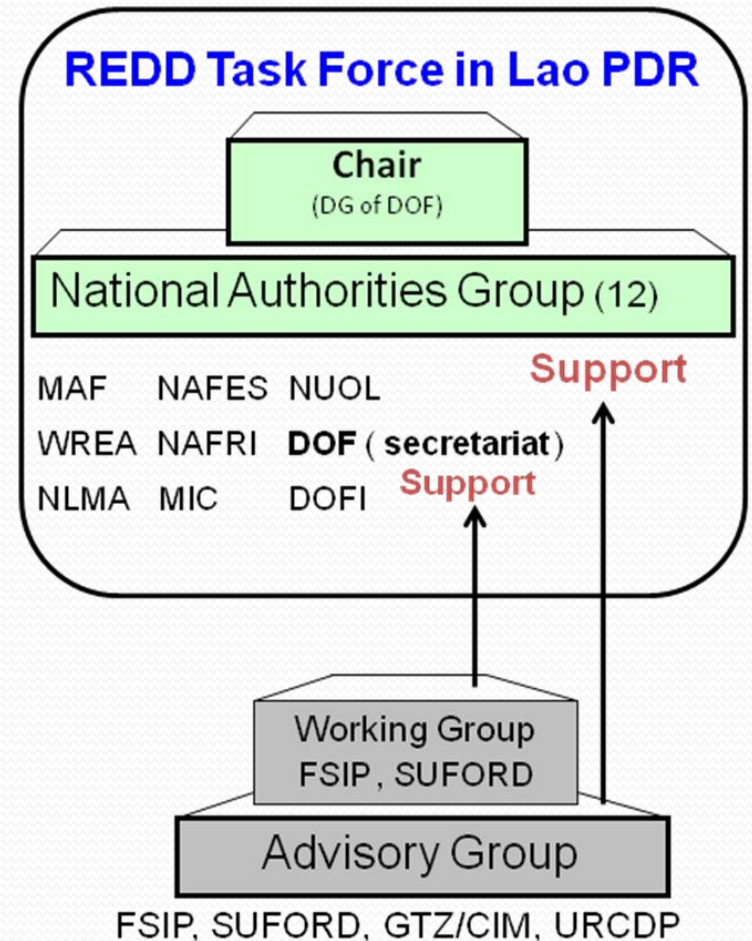 REDD Task Force in Lao PDR
Chair
(DG of DOF)
National Authorities Group (12)
Support
MAF NAFES NUOL
WREA NAFRI DOF ( secretariat)
Support
NLMA MIC DOFI
Working Group
FSIP, SUFORD
Advisory Group
FSIP, SUFORD, GTZ/CIM, URCDP